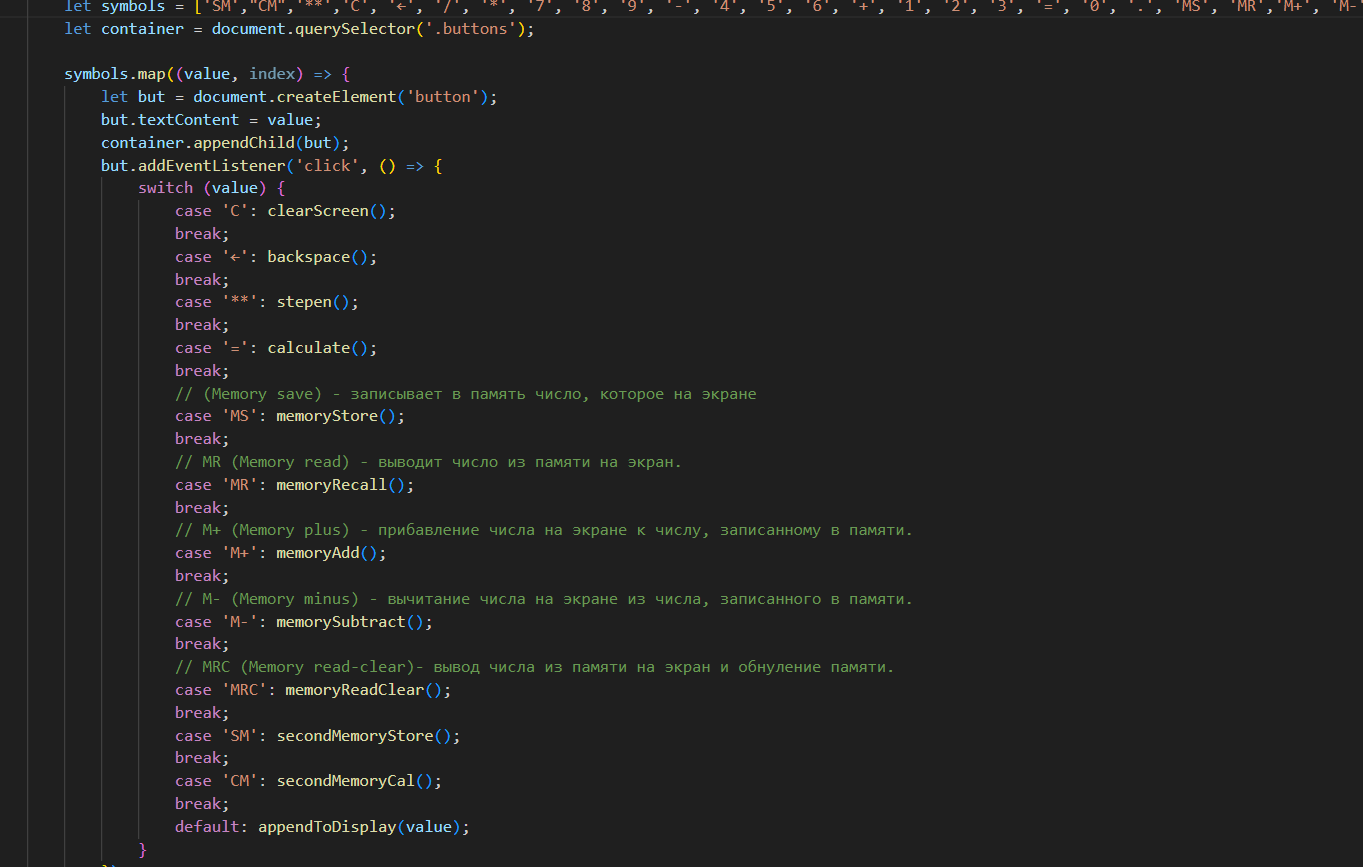 let symbols = ['SM',"CM",'**','C', '←', '/', '*', '7', '8', '9', '-', '4', '5', '6', '+', '1', '2', '3', '=', '0', '.', 'MS', 'MR','M+', 'M-'
let container = document.querySelector('.buttons');
symbols.map((value, index) => {
let but = document.createElement('button');
but.textContent = value;
container.appendChild(but);
but.addEventListener('click', () => {
switch (value) {
case 'C': clearScreen();
break;
case '←': backspace();
break;
case '**': stepen();
break;
case '=': calculate();
break;
// (Memory save) - записывает в память число, которое на экране
case 'MS': memoryStore();
break;
// MR (Memory read) - выводит число из памяти на экран.
case 'MR': memoryRecall();
break;
// M+ (Memory plus) - прибавление числа на экране к числу, записанному в памяти.
case 'M+': memoryAdd();
break;
// M- (Memory minus) - вычитание числа на экране из числа, записанного в памяти.
case 'M-': memorySubtract();
break;
// MRC (Memory read-clear)- вывод числа из памяти на экран и обнуление памяти.
case 'MRC': memoryReadClear();
break;
case 'SM': secondMemoryStore();
break;
case 'CM': secondMemoryCal();
break;
default: appendToDisplay(value);
}